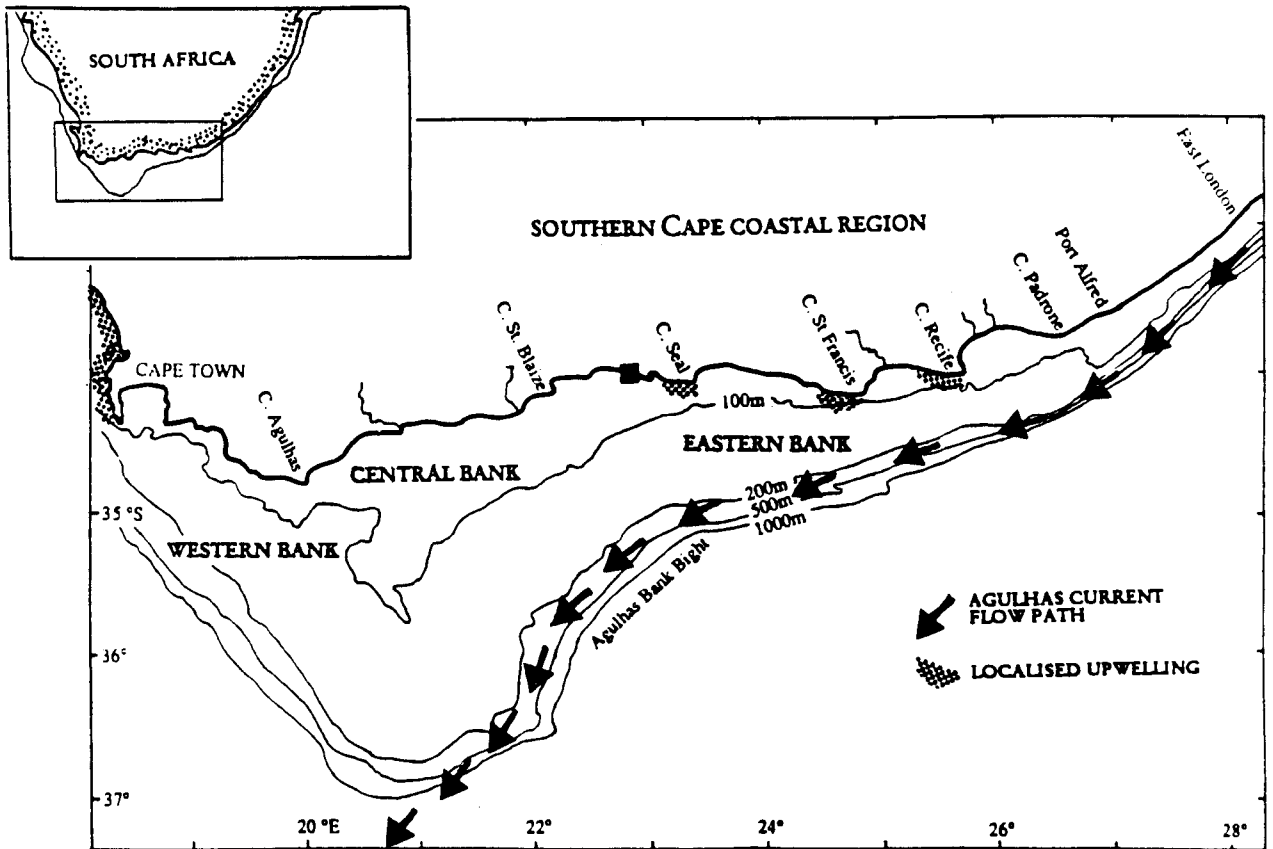 SOUTH AFRICA
SOUTHERN CAPE COASTAL REGION
East London
Port Alfred
C. Padrone
C. Recife
C. St Francis
C. Seal
C. St. Blaize
CAPE TOWN
C. Agulhas
100m
EASTERN BANK
CENTRAL BANK
WESTERN BANK
200m
500m
1000m
Agulhas Bank Bight
35 °S
36°
37°
AGULHAS CURRENT
FLOW PATH
LOCALISED UPWELLING
20 °E
22°
24°
26°
28°